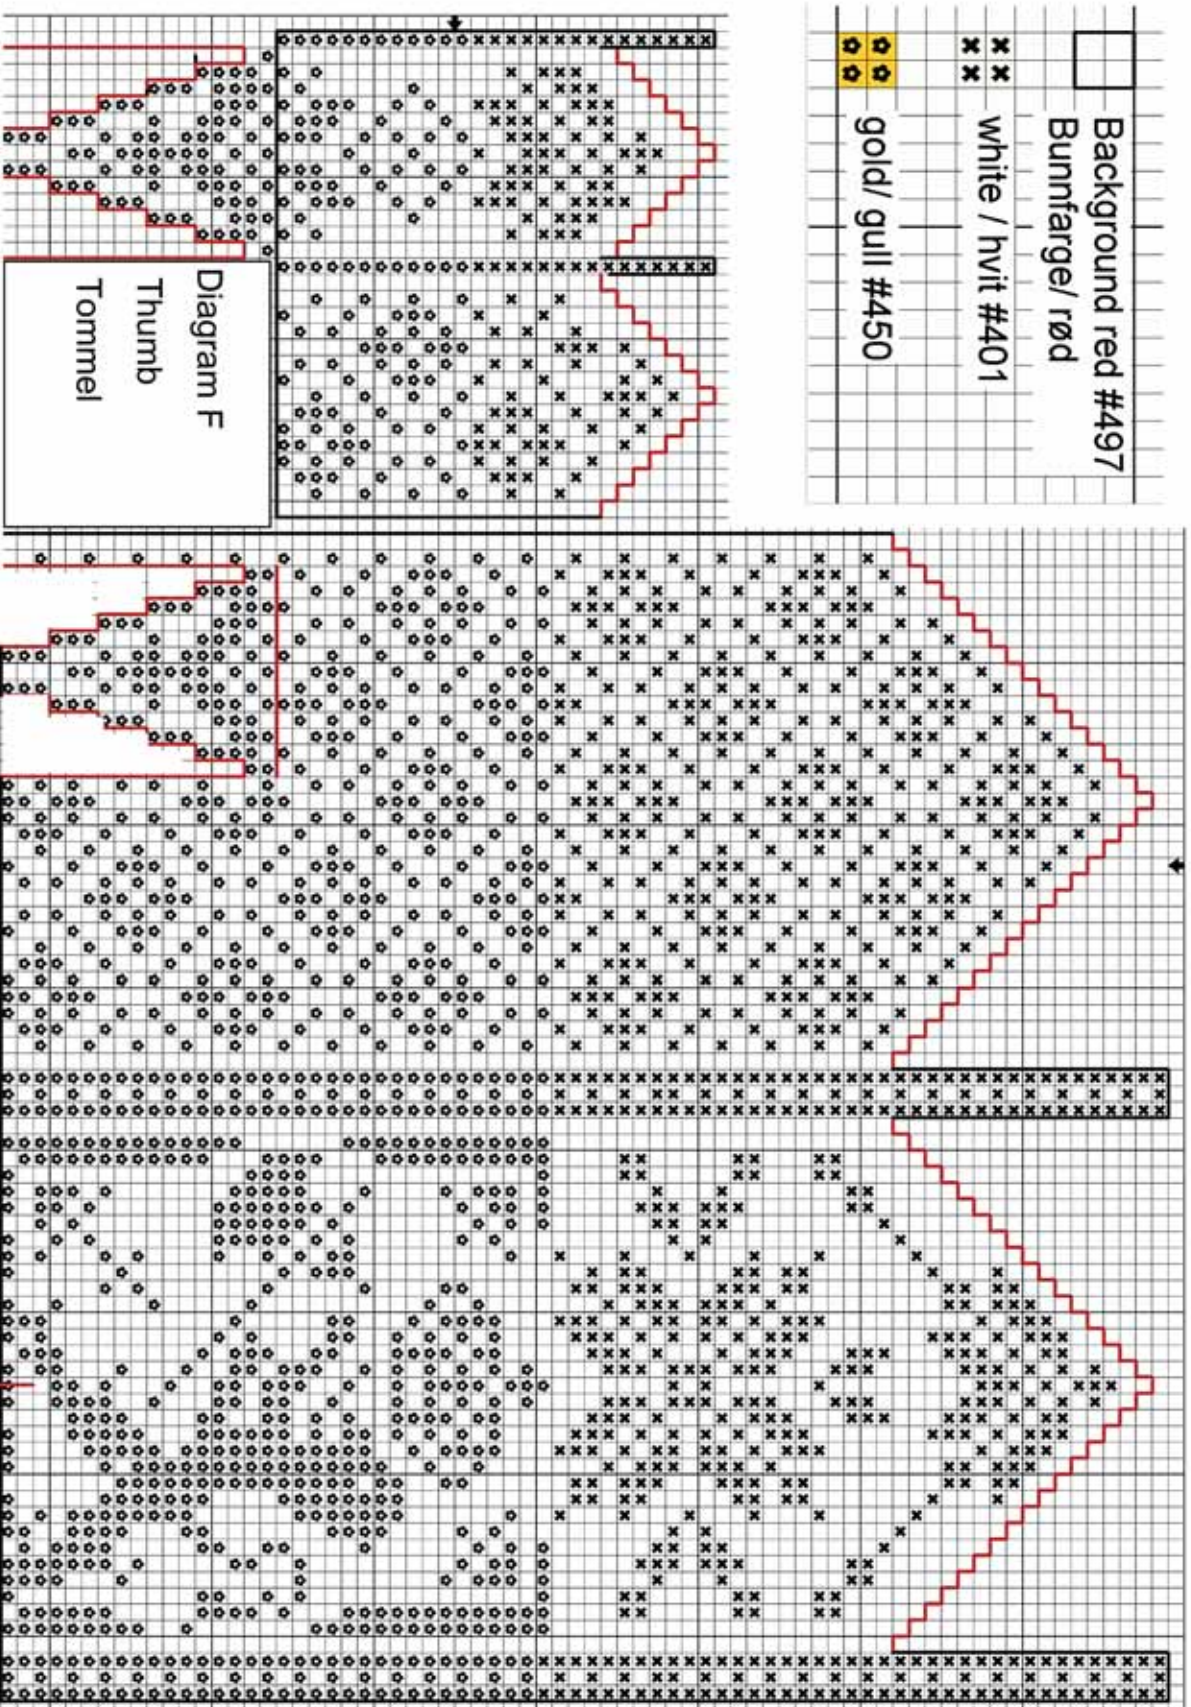 Background red #497
Bunnfarge/ rød
white / hvit #401
gold/ gull #450
Diagram F
Thumb
Tommel